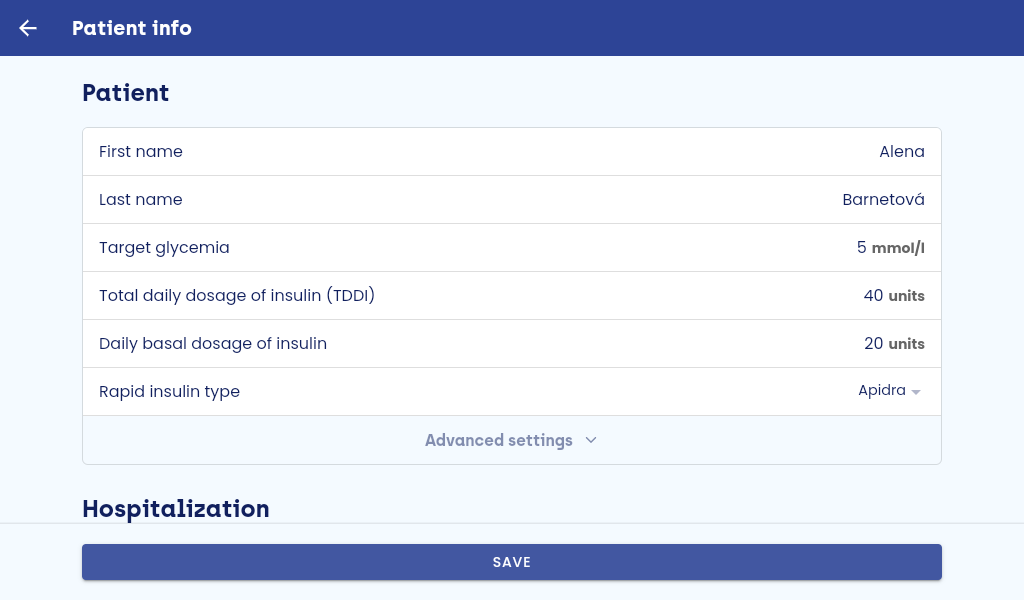 Patient info
Patient
First name Alena
Last name Barnetová
Target glycemia 5 mmol/l
Total daily dosage of insulin (TDDI) 40 units
Daily basal dosage of insulin 20 units
Rapid insulin type Apidra
Advanced settings
Hospitalization
SAVE